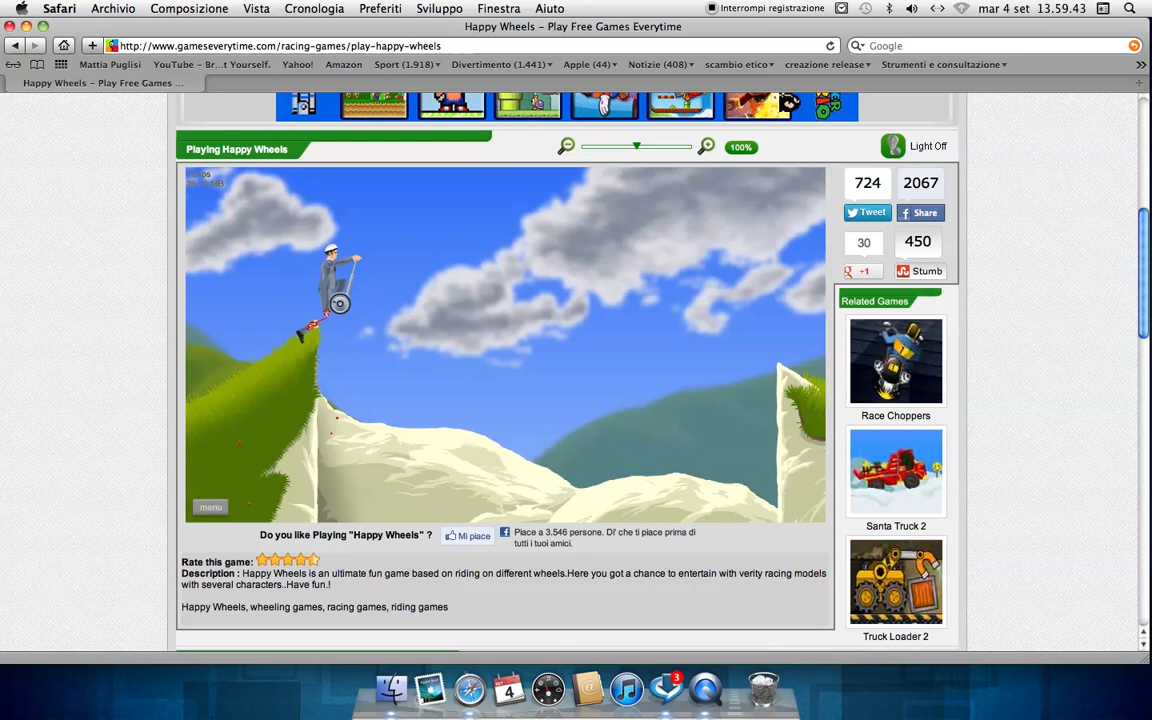 Safari Archivio Composizione Vista Cronologia Preferiti Sviluppo Finestra Aiuto Interrompi registrazione mar 4 set 13.59.43
Happy Wheels – Play Free Games Everytime
http://www.gameseverytime.com/racing-games/play-happy-wheels Google
Mattia Puglisi YouTube – Br...t Yourself. Yahoo! Amazon Sport (1.918) Divertimento (1.441) Apple (44) Notizie (408) scambio etico creazione release Strumenti e consultazione
Happy Wheels – Play Free Games ...
Playing Happy Wheels 100% Light Off
724 2067
Tweet Share
30 450
+1 Stumb
Related Games
Race Choppers
Santa Truck 2
Truck Loader 2
menu
Do you like Playing "Happy Wheels" ? Mi piace Piace a 3.546 persone. Di' che ti piace prima di
tutti i tuoi amici.
Rate this game:
Description : Happy Wheels is an ultimate fun game based on riding on different wheels.Here you got a chance to entertain with verity racing models
with several characters..Have fun.!
Happy Wheels, wheeling games, racing games, riding games
SET
4
3